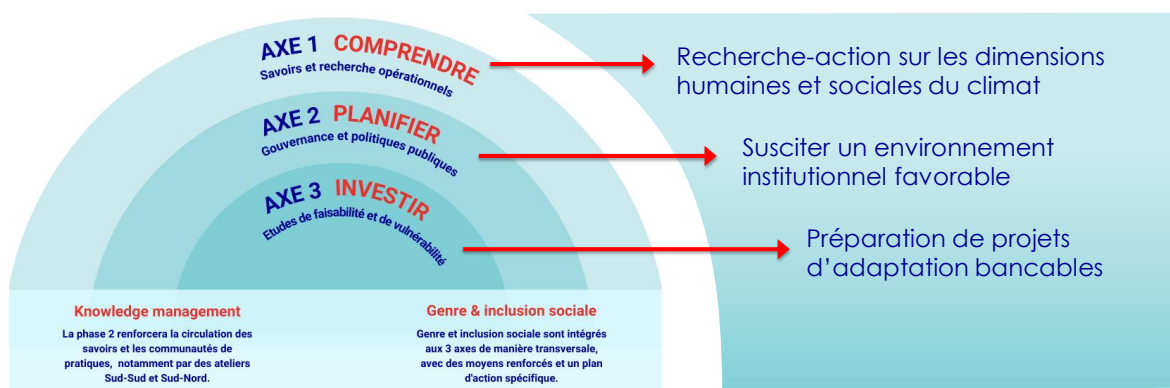 AXE 1 COMPRENDRE
Savoirs et recherche opérationnels
Recherche-action sur les dimensions
humaines et sociales du climat
AXE 2 PLANIFIER
Gouvernance et politiques publiques
Susciter un environnement
institutionnel favorable
AXE 3 INVESTIR
Etudes de faisabilité et de vulnérabilité
Préparation de projets
d'adaptation bancables
Knowledge management
La phase 2 renforcera la circulation des
savoirs et les communautés de
pratiques, notamment par des ateliers
Sud-Sud et Sud-Nord.
Genre & inclusion sociale
Genre et inclusion sociale sont intégrés
aux 3 axes de manière transversale,
avec des moyens renforcés et un plan
d'action spécifique.